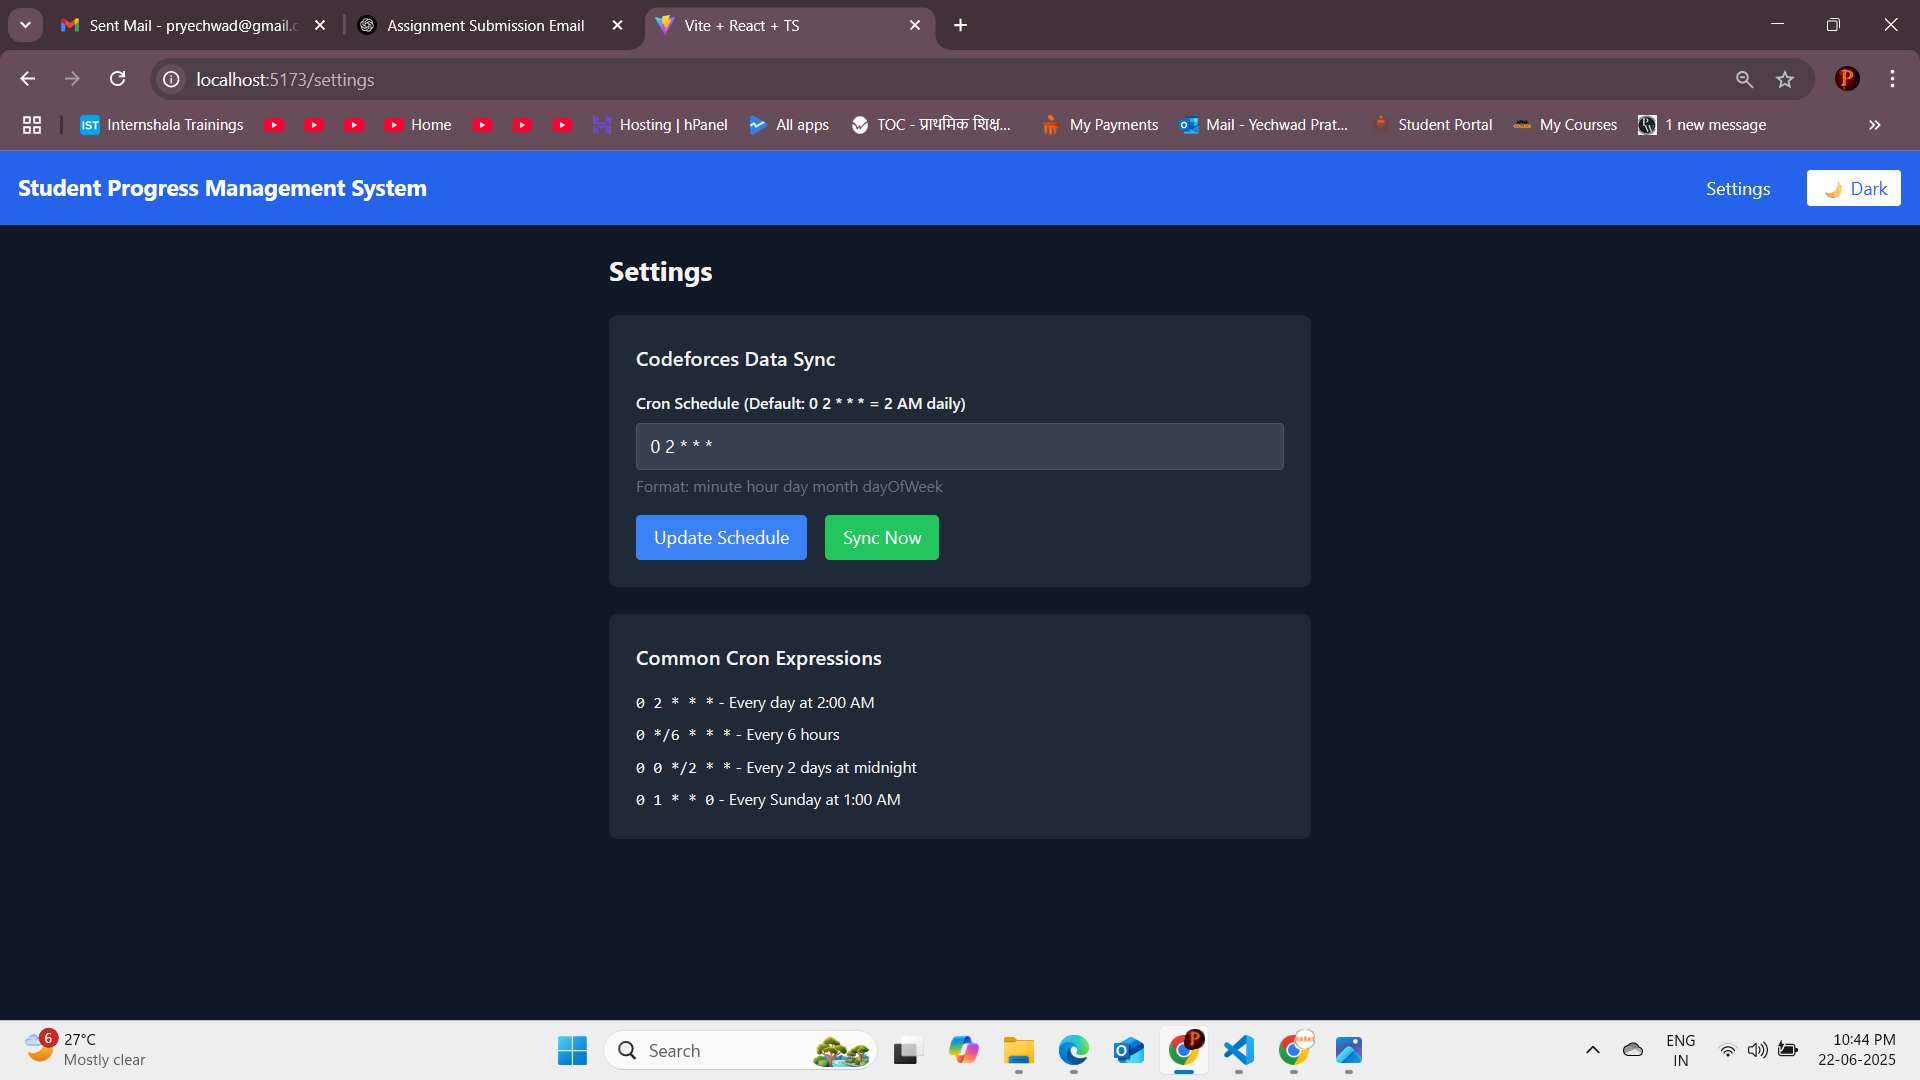 Sent Mail - pryechwad@gmail.c
Assignment Submission Email
Vite + React + TS
localhost:5173/settings
IST Internshala Trainings
Home
Hosting | hPanel
All apps
TOC - प्राथमिक शिक्ष...
My Payments
Mail - Yechwad Prat...
Student Portal
My Courses
1 new message
Student Progress Management System
Settings
🌙 Dark
Settings
Codeforces Data Sync
Cron Schedule (Default: 0 2 * * * = 2 AM daily)
0 2 * * *
Format: minute hour day month dayOfWeek
Update Schedule
Sync Now
Common Cron Expressions
0 2 * * * - Every day at 2:00 AM
0 */6 * * * - Every 6 hours
0 0 */2 * * - Every 2 days at midnight
0 1 * * 0 - Every Sunday at 1:00 AM
6
27°C
Mostly clear
Search
ENG
IN
10:44 PM
22-06-2025